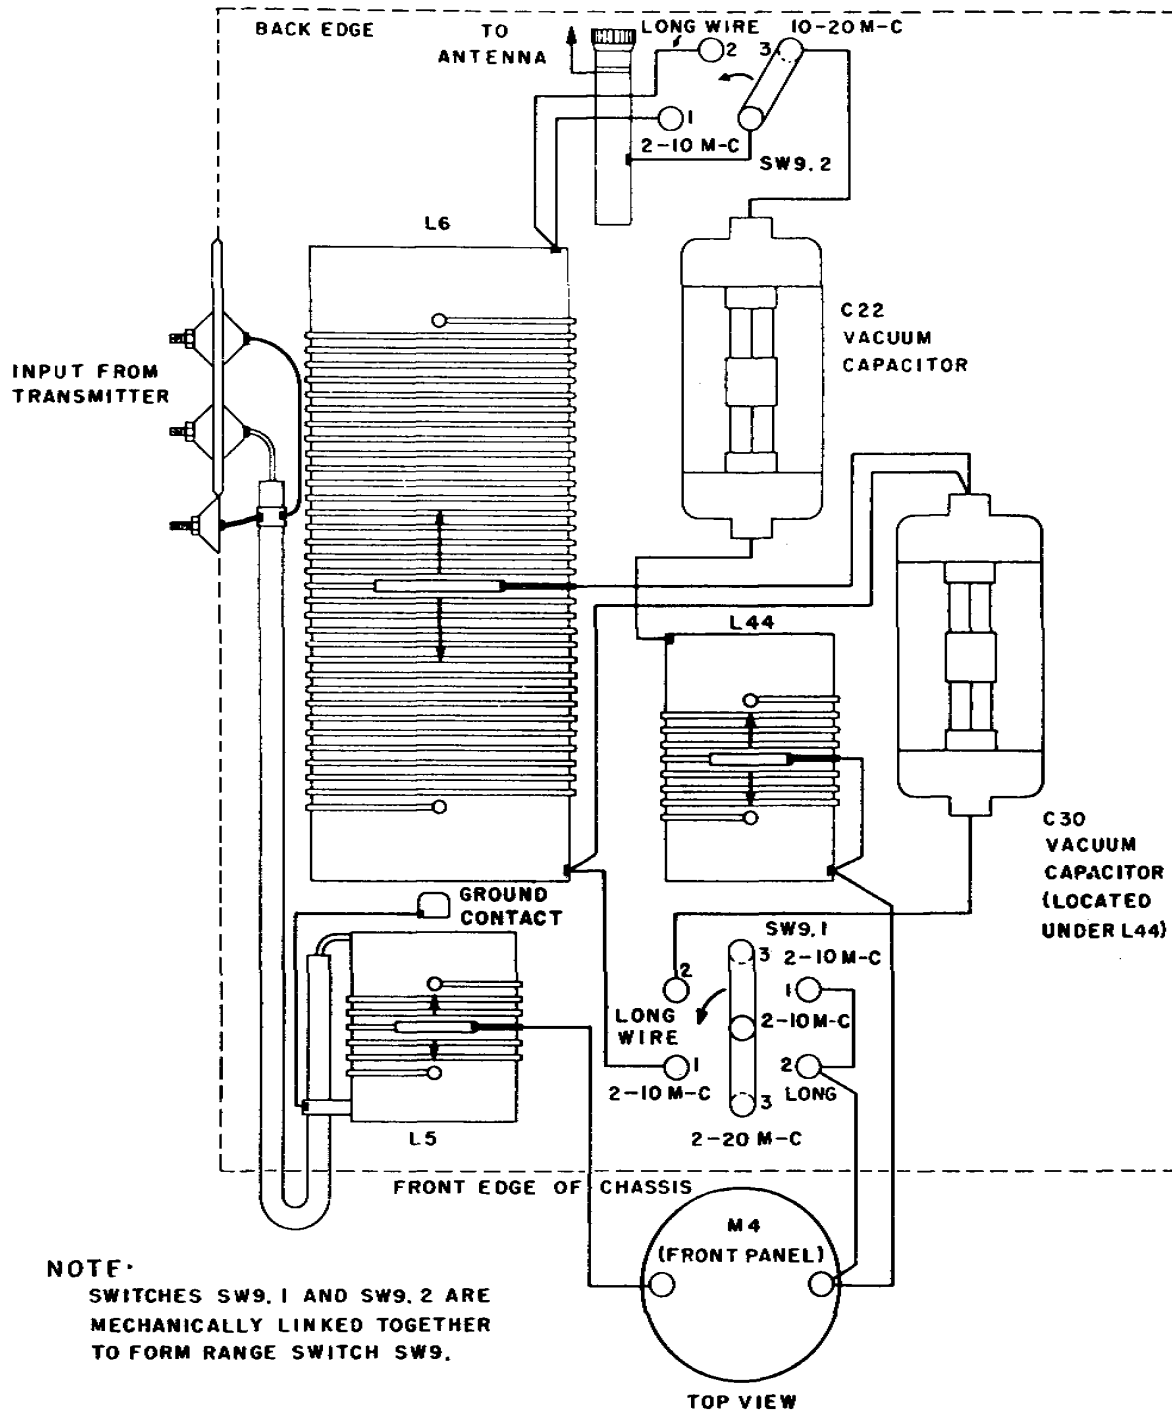 BACK EDGE
TO
ANTENNA
LONG WIRE
10-20 M-C
2
3
1
2-10 M-C
SW9.2
L6
C22
VACUUM
CAPACITOR
INPUT FROM
TRANSMITTER
L44
C30
VACUUM
CAPACITOR
(LOCATED
UNDER L44)
GROUND
CONTACT
SW9.1
2
3
2-10 M-C
1
LONG
WIRE
2-10 M-C
1
2
2-10 M-C
3
LONG
L5
2-20 M-C
FRONT EDGE OF CHASSIS
M4
(FRONT PANEL)
NOTE·
SWITCHES SW9.1 AND SW9.2 ARE
MECHANICALLY LINKED TOGETHER
TO FORM RANGE SWITCH SW9.
TOP VIEW